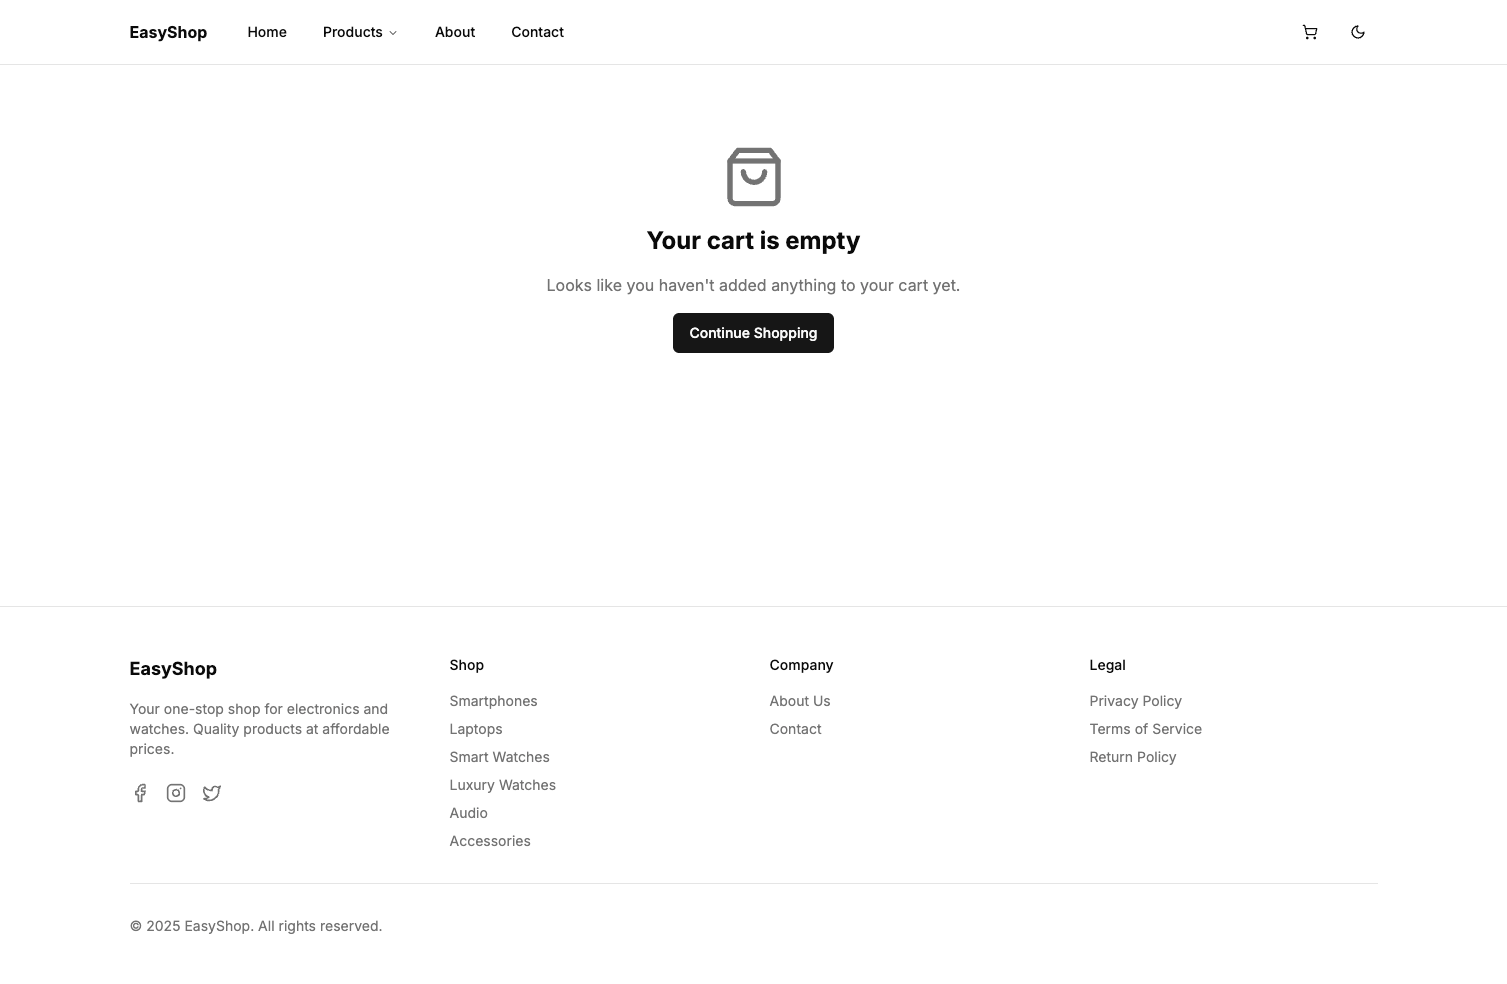 EasyShop
Home
Products
About
Contact
Your cart is empty
Looks like you haven't added anything to your cart yet.
Continue Shopping
EasyShop
Your one-stop shop for electronics and
watches. Quality products at affordable
prices.
Shop
Smartphones
Laptops
Smart Watches
Luxury Watches
Audio
Accessories
Company
About Us
Contact
Legal
Privacy Policy
Terms of Service
Return Policy
© 2025 EasyShop. All rights reserved.